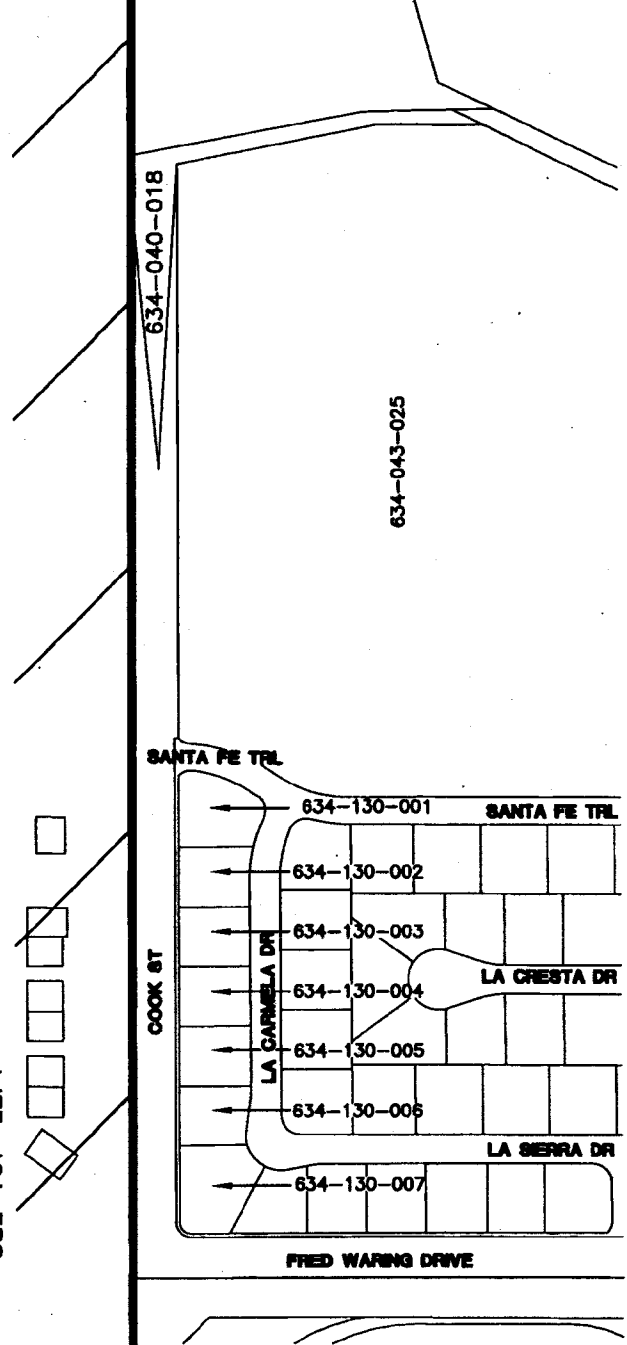 634-040-018
634-043-025
SANTA FE TRL
634-130-001
SANTA FE TRL
634-130-002
634-130-003
COOK ST
LA CARMELA DR
LA CRESTA DR
634-130-004
634-130-005
634-130-006
LA SIERRA DR
634-130-007
FRED WARING DRIVE